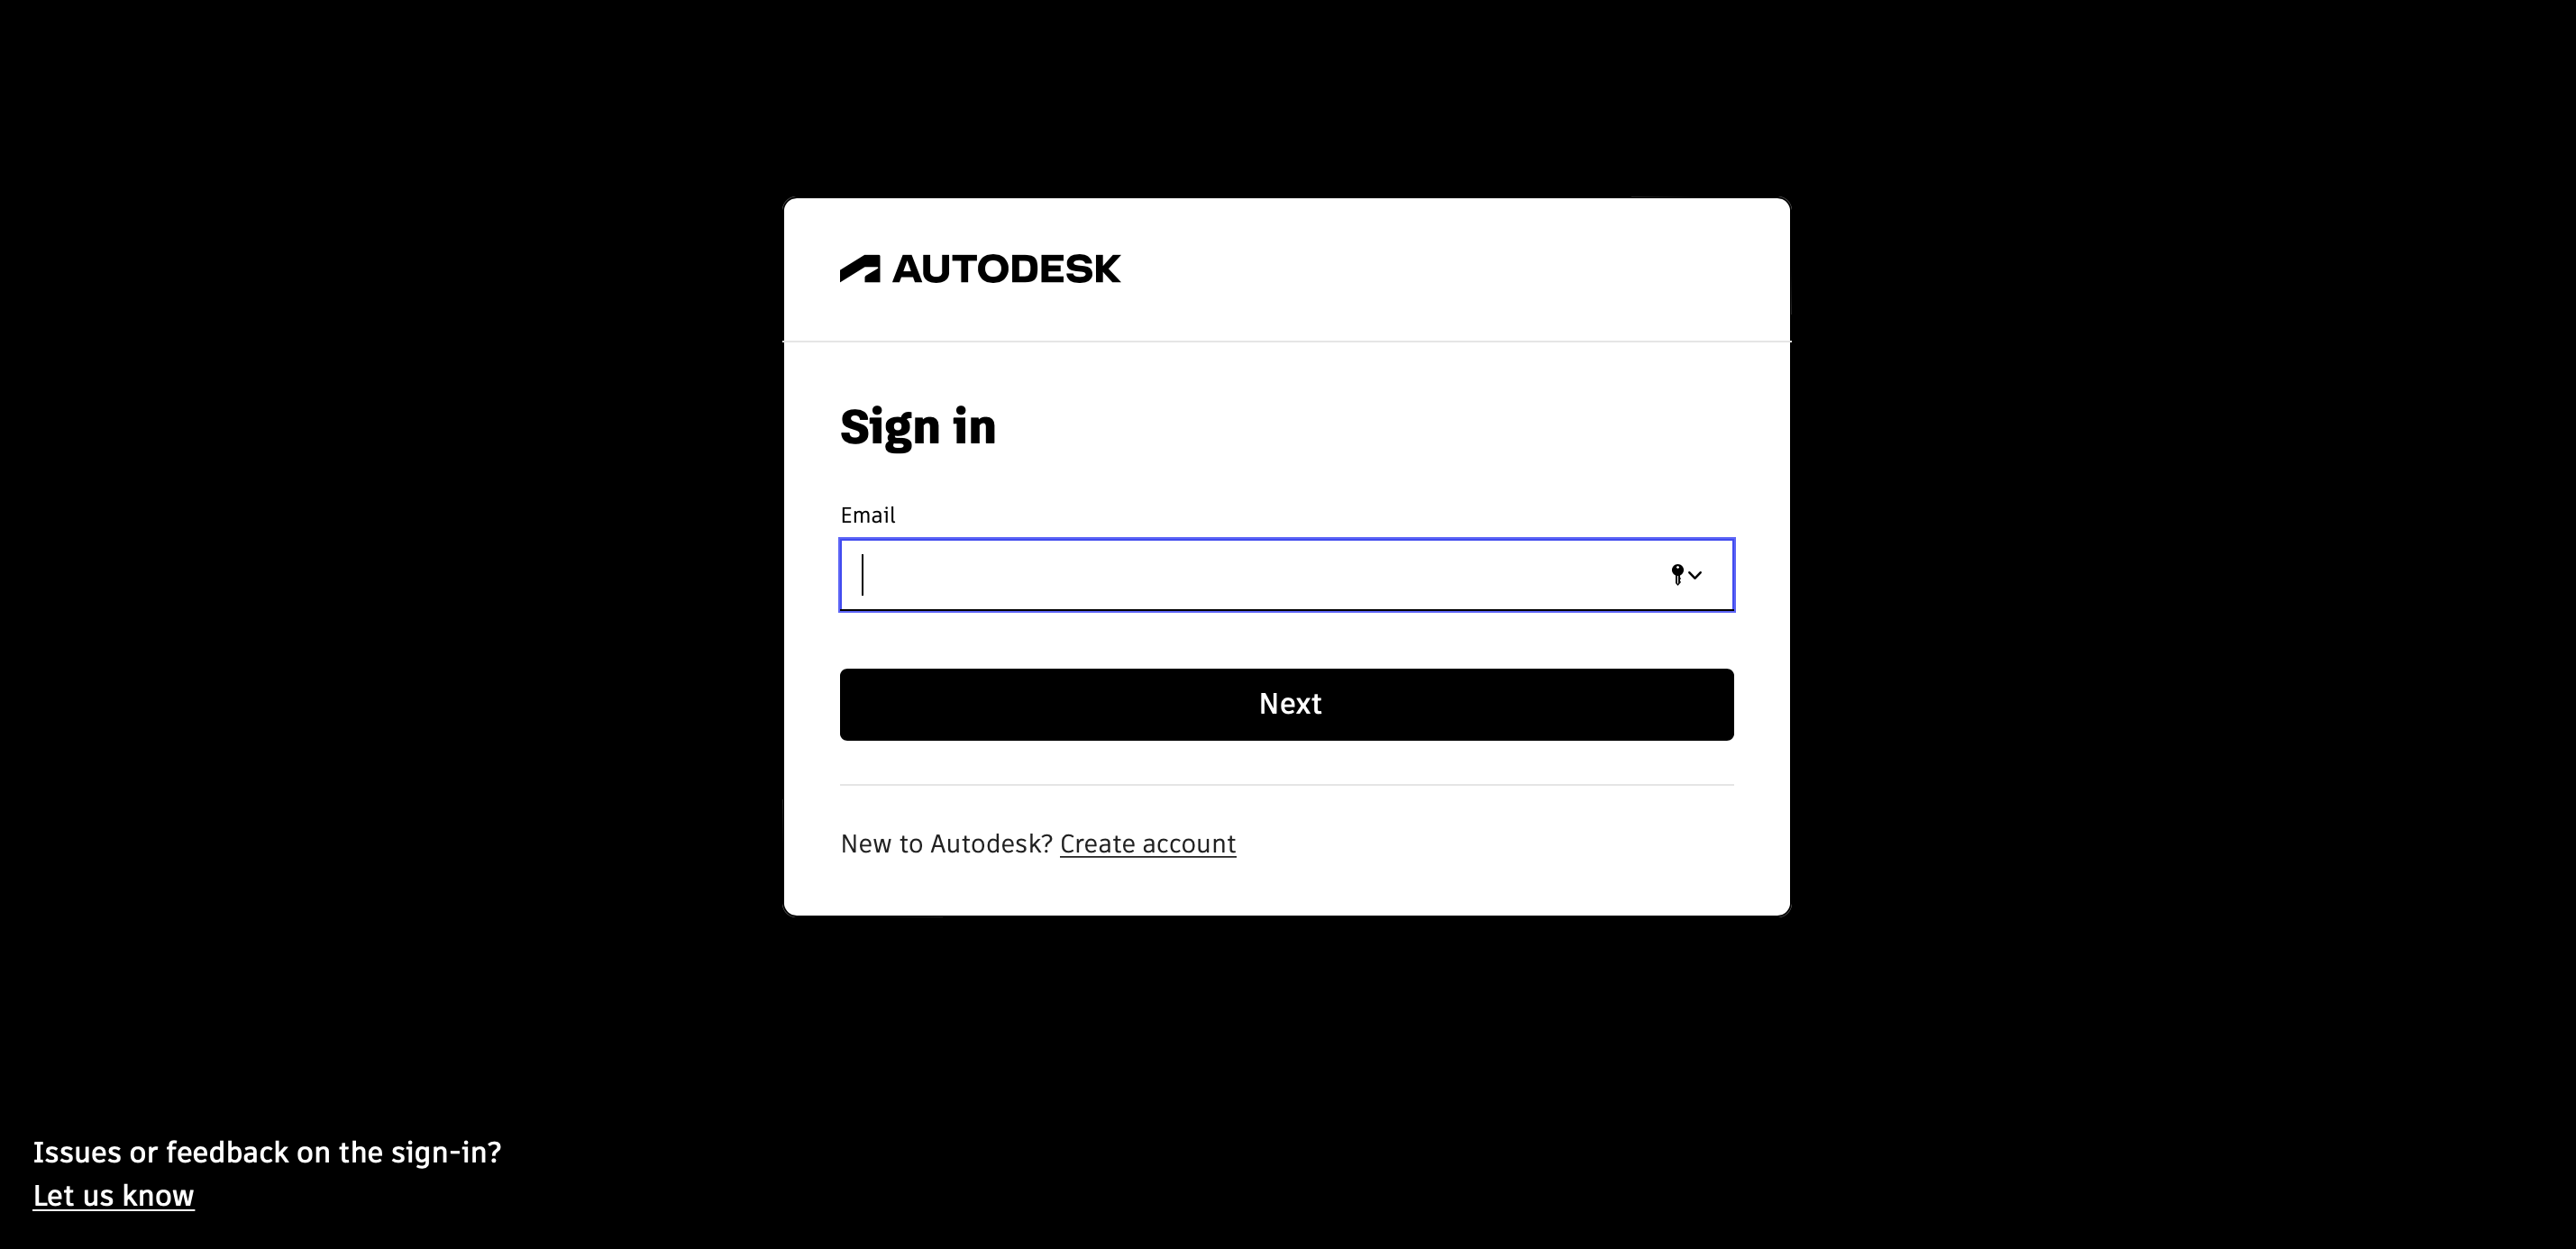 AUTODESK
Sign in
Email
Next
New to Autodesk? Create account
Issues or feedback on the sign-in?
Let us know